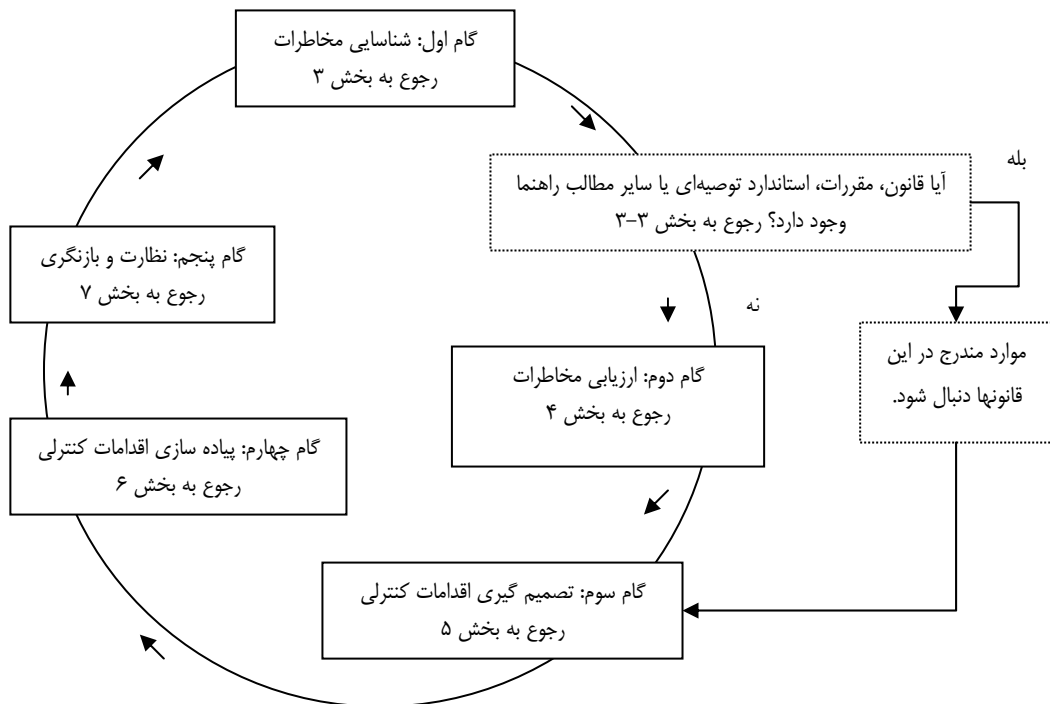 گام اول: شناسایی مخاطرات
رجوع به بخش ۳
بله
آیا قانون، مقررات، استاندارد توصیه‌ای یا سایر مطالب راهنما
وجود دارد؟ رجوع به بخش ۳-۳
نه
موارد مندرج در این
قانونها دنبال شود.
گام دوم: ارزیابی مخاطرات
رجوع به بخش ۴
گام سوم: تصمیم گیری اقدامات کنترلی
رجوع به بخش ۵
گام چهارم: پیاده سازی اقدامات کنترلی
رجوع به بخش ۶
گام پنجم: نظارت و بازنگری
رجوع به بخش ۷